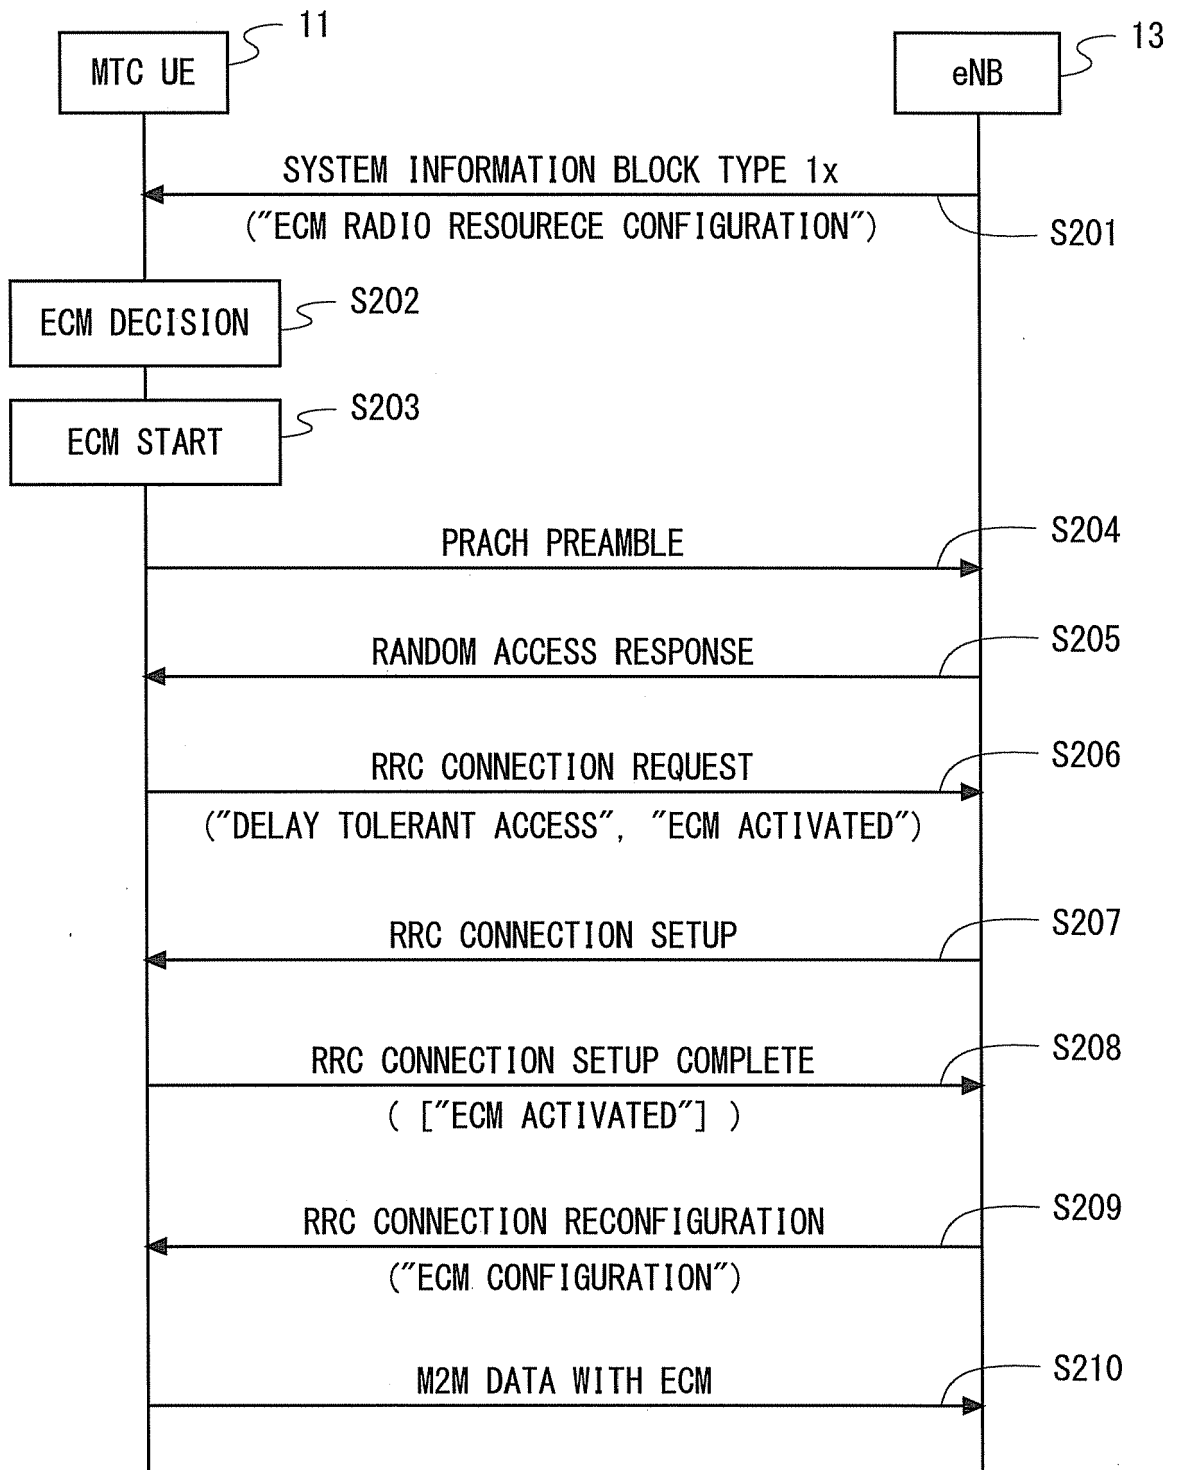 11
13
MTC UE
eNB
SYSTEM INFORMATION BLOCK TYPE 1x
("ECM RADIO RESOURECE CONFIGURATION")
S201
ECM DECISION
S202
ECM START
S203
PRACH PREAMBLE
S204
RANDOM ACCESS RESPONSE
S205
RRC CONNECTION REQUEST
S206
("DELAY TOLERANT ACCESS", "ECM ACTIVATED")
RRC CONNECTION SETUP
S207
RRC CONNECTION SETUP COMPLETE
S208
( ["ECM ACTIVATED"] )
RRC CONNECTION RECONFIGURATION
S209
("ECM CONFIGURATION")
M2M DATA WITH ECM
S210